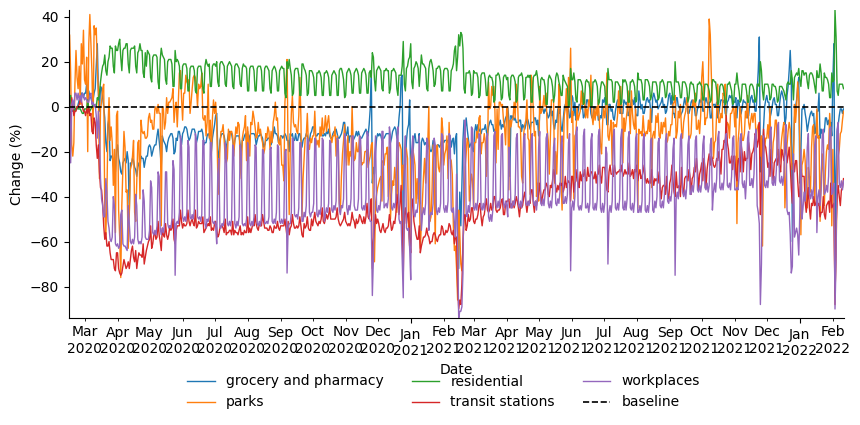 40
20
0
−20
−40
−60
−80
Change (%)
Mar Apr May Jun Jul Aug Sep Oct Nov Dec Jan Feb Mar Apr May Jun Jul Aug Sep Oct Nov Dec Jan Feb
2020 2020 2020 2020 2020 2020 2020 2020 2020 2020 2021 2021 2021 2021 2021 2021 2021 2021 2021 2021 2021 2021 2022 2022
Date
grocery and pharmacy residential workplaces
parks transit stations baseline